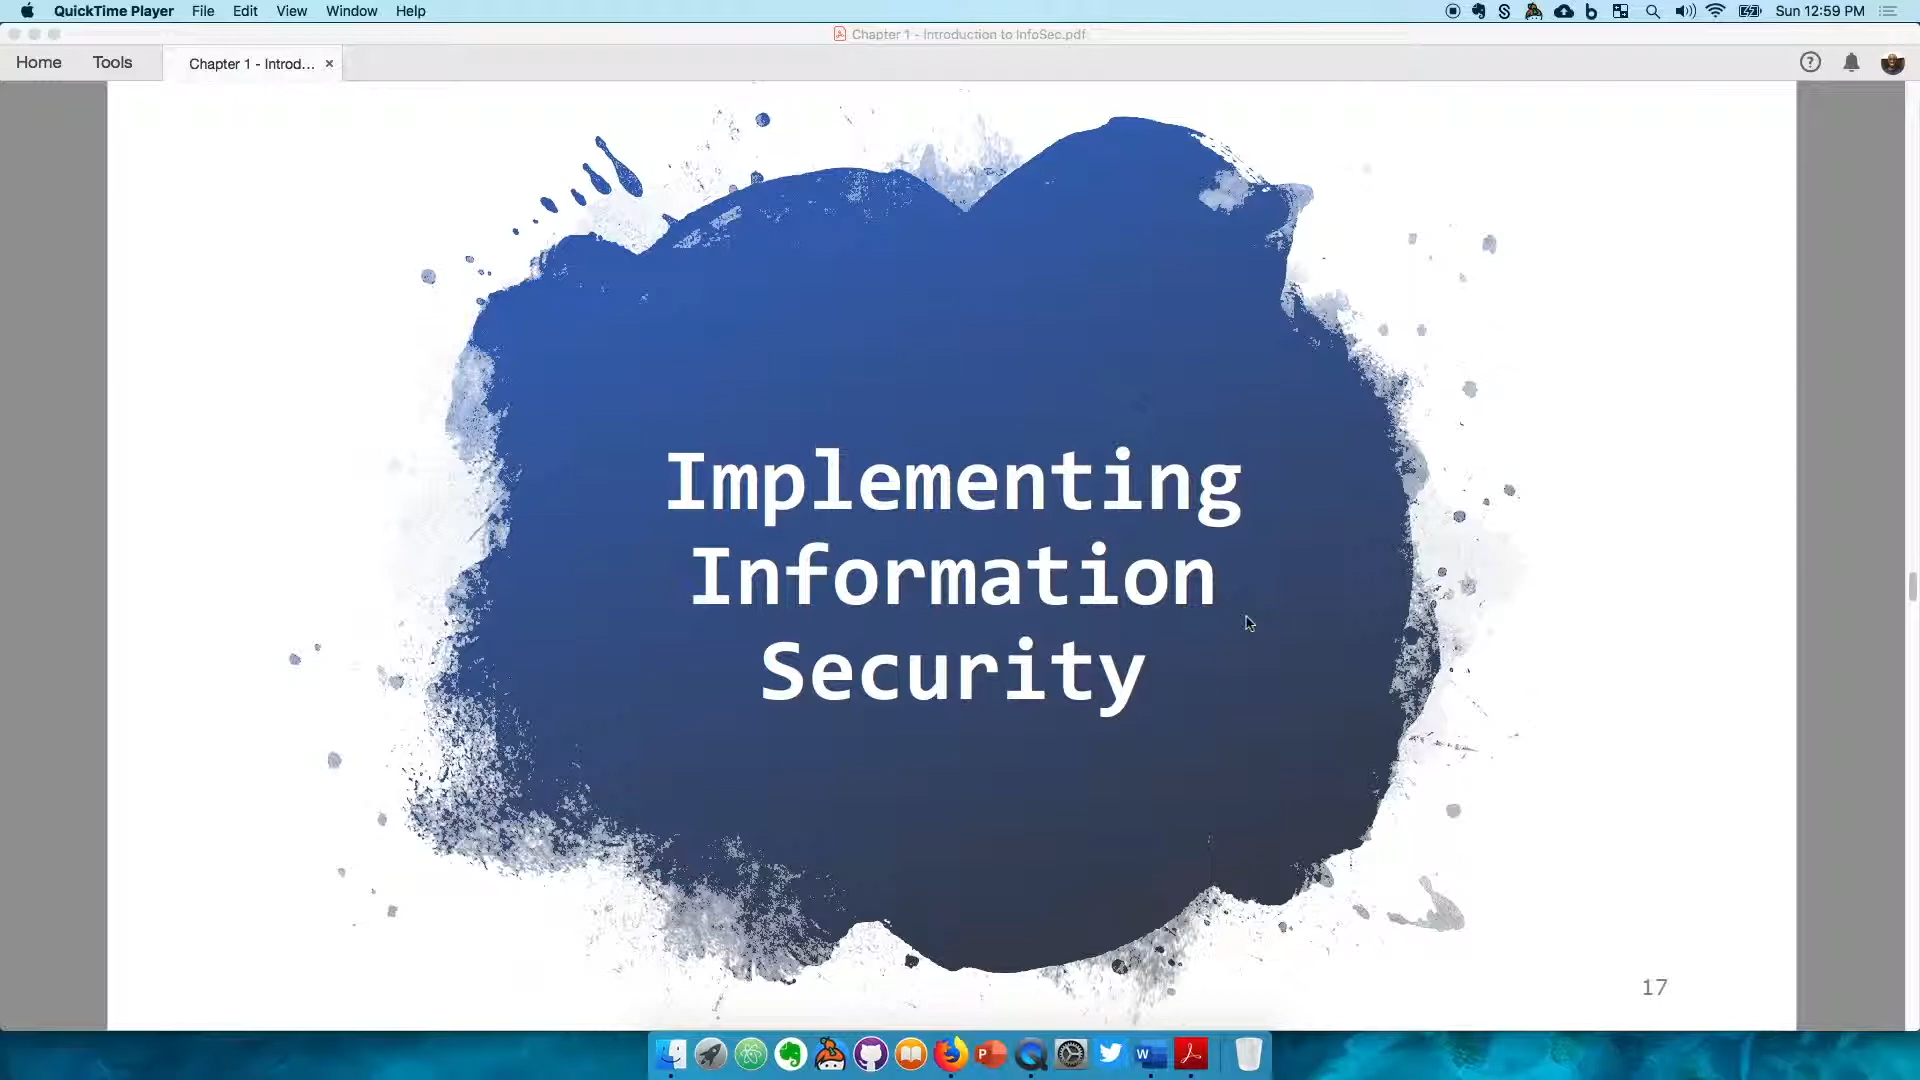 QuickTime Player File Edit View Window Help Sun 12:59 PM
Chapter 1 - Introduction to InfoSec.pdf
Home Tools Chapter 1 - Introd... ×
Implementing
Information
Security
17